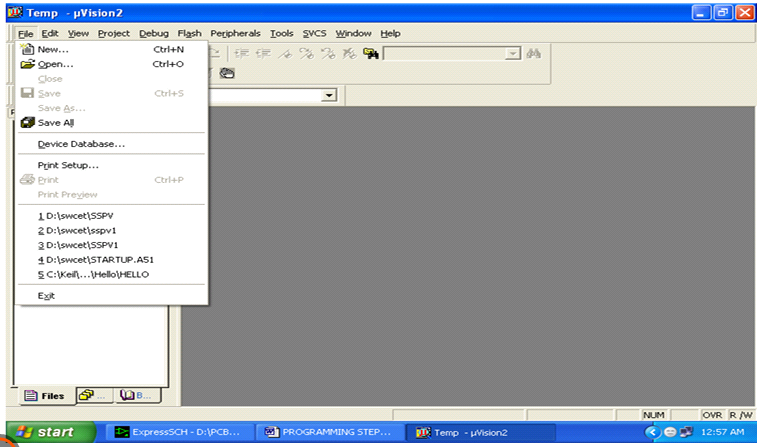 Temp - µVision2
File Edit View Project Debug Flash Peripherals Tools SVCS Window Help
New... Ctrl+N
Open... Ctrl+O
Close
Save Ctrl+S
Save As...
Save All
Device Database...
Print Setup...
Print Ctrl+P
Print Preview
1 D:\swcet\SSPV
2 D:\swcet\sspv1
3 D:\swcet\SSPV1
4 D:\swcet\STARTUP.A51
5 C:\Keil\...\Hello\HELLO
Exit
Files ... B...
NUM OVR R/W
start ExpressSCH - D:\PCB... PROGRAMMING STEP... Temp - µVision2 12:57 AM